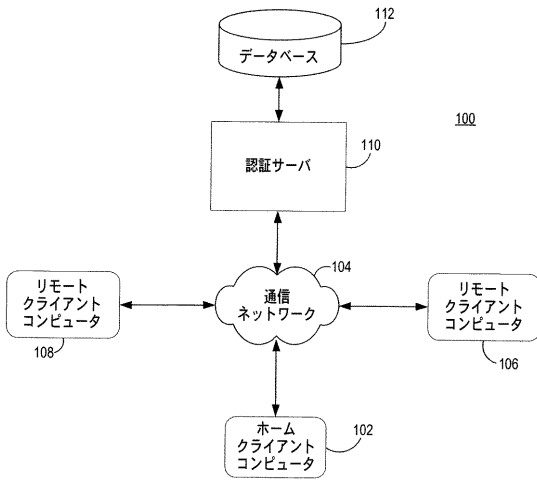 112
データベース
100
110
認証サーバ
104
通信
ネットワーク
リモート
クライアント
コンピュータ
108
リモート
クライアント
コンピュータ
106
ホーム
クライアント
コンピュータ
102